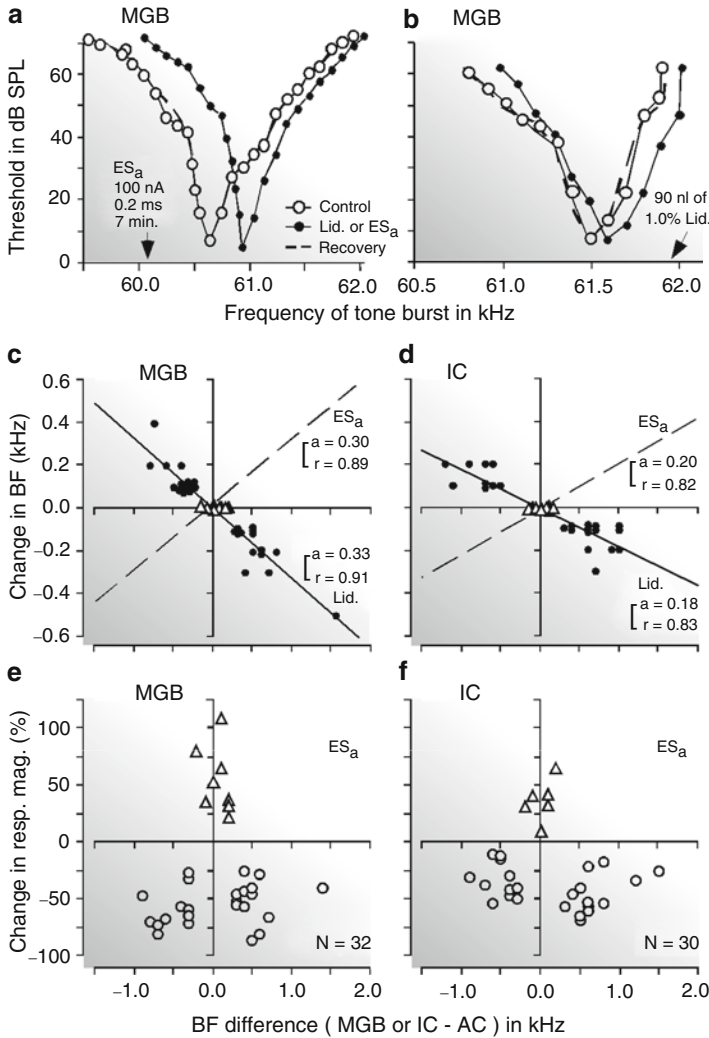 a MGB
b MGB
Threshold in dB SPL
60
40
20
0
ESa
100 nA
0.2 ms
7 min.
Control
Lid. or ESa
Recovery
90 nl of
1.0% Lid.
60.0 61.0 62.0
60.5 61.0 61.5 62.0
Frequency of tone burst in kHz
c MGB
d IC
Change in BF (kHz)
0.6
0.4
0.2
0.0
−0.2
−0.4
−0.6
ESa
a = 0.30
r = 0.89
a = 0.33
r = 0.91
Lid.
ESa
a = 0.20
r = 0.82
Lid.
a = 0.18
r = 0.83
e MGB
f IC
Change in resp. mag. (%)
100
50
0
−50
−100
ESa
N = 32
ESa
N = 30
−1.0 0.0 1.0
−1.0 0.0 1.0 2.0
BF difference ( MGB or IC - AC ) in kHz